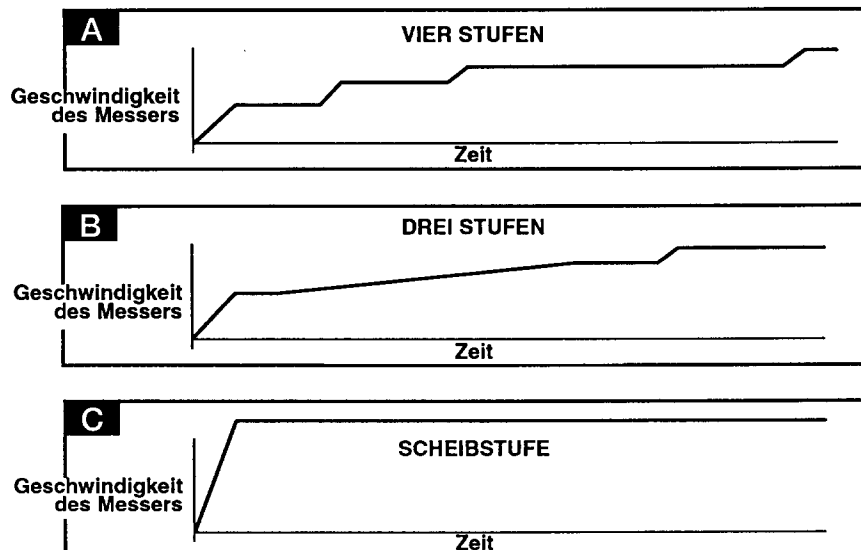 A
VIER STUFEN
Geschwindigkeit
des Messers
Zeit
B
DREI STUFEN
Geschwindigkeit
des Messers
Zeit
C
SCHEIBSTUFE
Geschwindigkeit
des Messers
Zeit